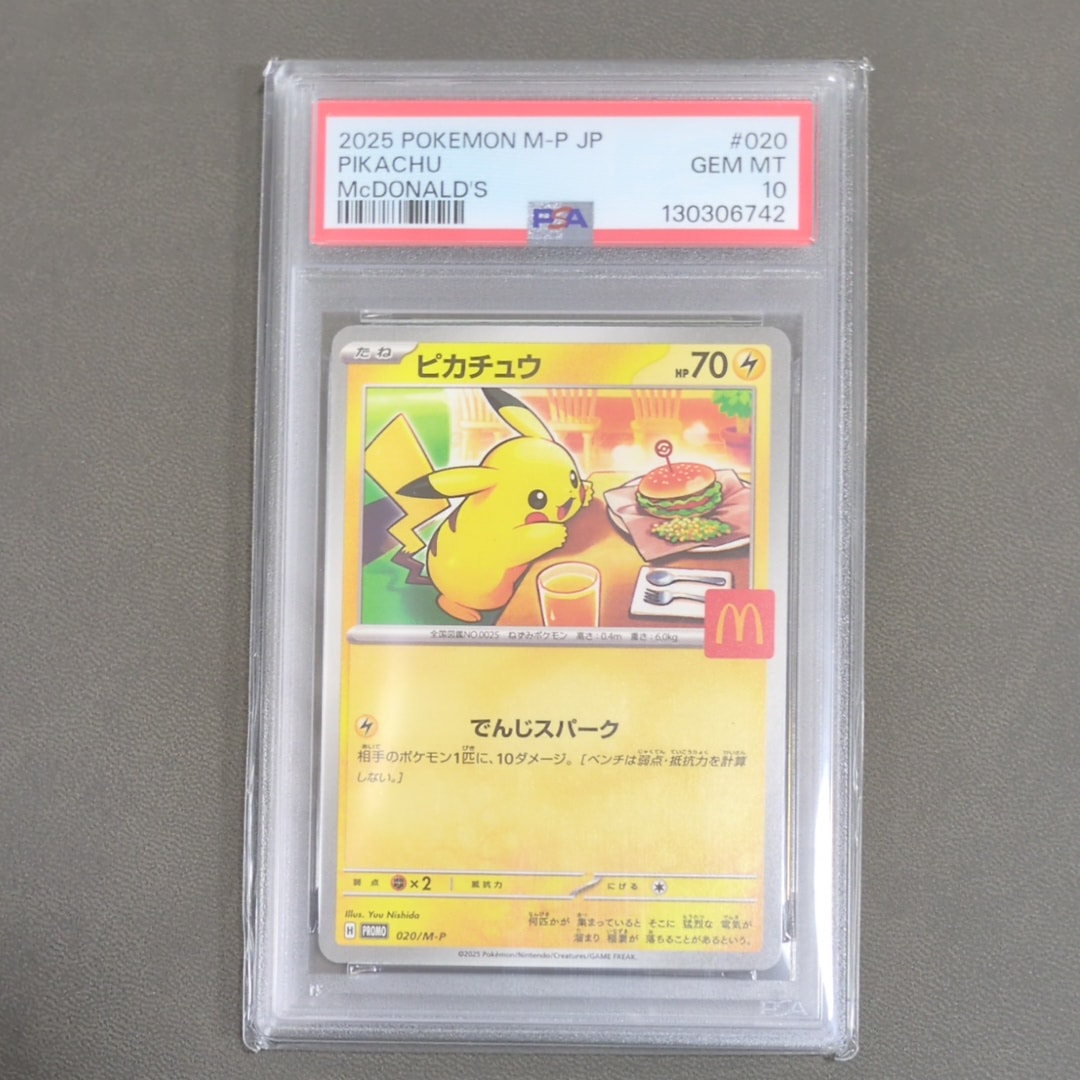 2025 POKEMON M-P JP #020
PIKACHU GEM MT
McDONALD'S 10
PSA 130306742
たね ピカチュウ HP70
全国図鑑NO.0025 ねずみポケモン 高さ:0.4m 重さ:6.0kg
でんじスパーク
相手のポケモン1匹に、10ダメージ。[ベンチは弱点・抵抗力を計算
しない。]
弱点 ×2 抵抗力 にげる
Illus. Yuu Nishida
何匹かが 集まっていると そこに 猛烈な 電気が
溜まり 稲妻が 落ちることがあるという。
H PROMO 020/M-P
©2025 Pokémon/Nintendo/Creatures/GAME FREAK.
PSA